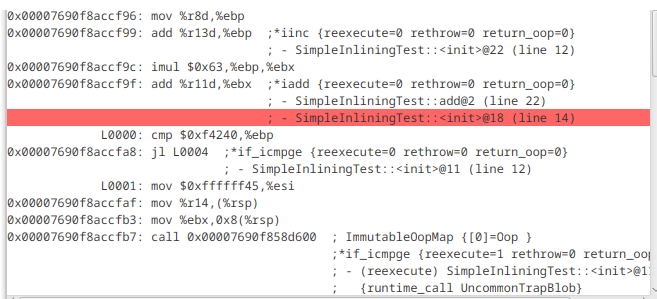 0x00007690f8accf96: mov %r8d,%ebp
0x00007690f8accf99: add %r13d,%ebp  ;*iinc {reexecute=0 rethrow=0 return_oop=0}
; - SimpleInliningTest::<init>@22 (line 12)
0x00007690f8accf9c: imul $0x63,%ebp,%ebx
0x00007690f8accf9f: add %r11d,%ebx  ;*iadd {reexecute=0 rethrow=0 return_oop=0}
; - SimpleInliningTest::add@2 (line 22)
; - SimpleInliningTest::<init>@18 (line 14)
L0000: cmp $0xf4240,%ebp
0x00007690f8accfa8: jl L0004  ;*if_icmpge {reexecute=0 rethrow=0 return_oop=0}
; - SimpleInliningTest::<init>@11 (line 12)
L0001: mov $0xffffff45,%esi
0x00007690f8accfaf: mov %r14,(%rsp)
0x00007690f8accfb3: mov %ebx,0x8(%rsp)
0x00007690f8accfb7: call 0x00007690f858d600  ; ImmutableOopMap {[0]=Oop }
;*if_icmpge {reexecute=1 rethrow=0 return_oo
; - (reexecute) SimpleInliningTest::<init>@1
;   {runtime_call UncommonTrapBlob}